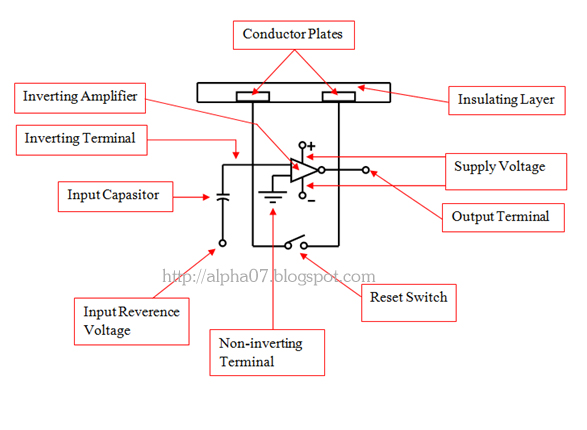 Conductor Plates
Inverting Amplifier
Insulating Layer
Inverting Terminal
+
Supply Voltage
Input Capasitor
−
Output Terminal
http://alpha07.blogspot.com
Input Reverence
Voltage
Reset Switch
Non-inverting
Terminal